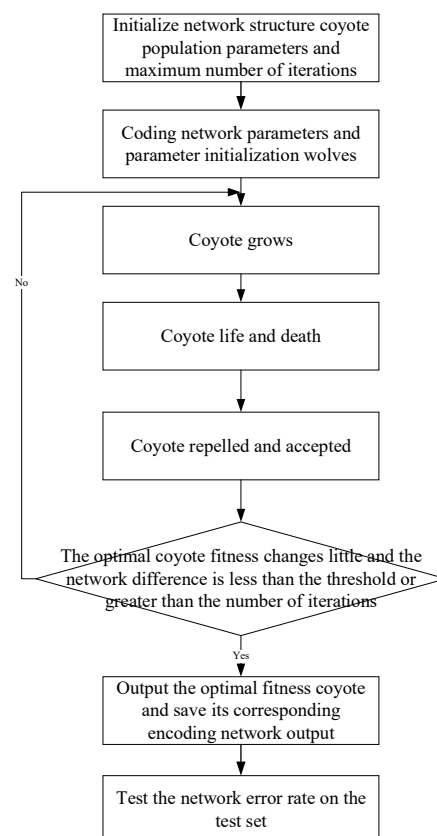 Initialize network structure coyote
population parameters and
maximum number of iterations
Coding network parameters and
parameter initialization wolves
Coyote grows
No
Coyote life and death
Coyote repelled and accepted
The optimal coyote fitness changes little and the
network difference is less than the threshold or
greater than the number of iterations
Yes
Output the optimal fitness coyote
and save its corresponding
encoding network output
Test the network error rate on the
test set